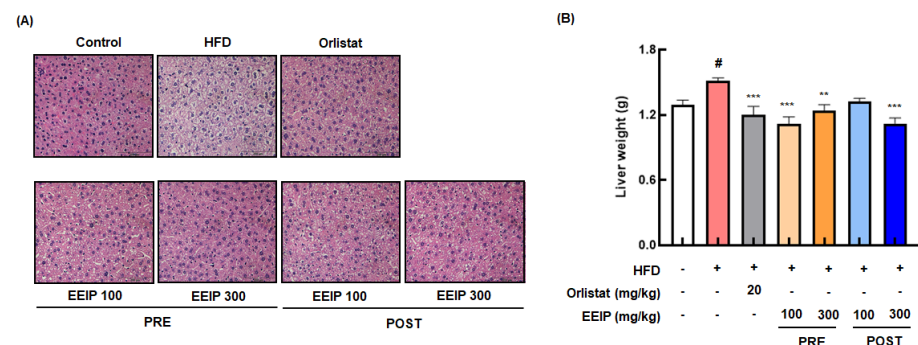 (A)
Control HFD Orlistat
EEIP 100 EEIP 300 EEIP 100 EEIP 300
PRE POST
(B)
Liver weight (g)
1.8
1.2
0.6
0.0
# *** *** ** ***
HFD - + + + + + +
Orlistat (mg/kg) - - 20 - - - -
EEIP (mg/kg) - - - 100 300 100 300
PRE POST